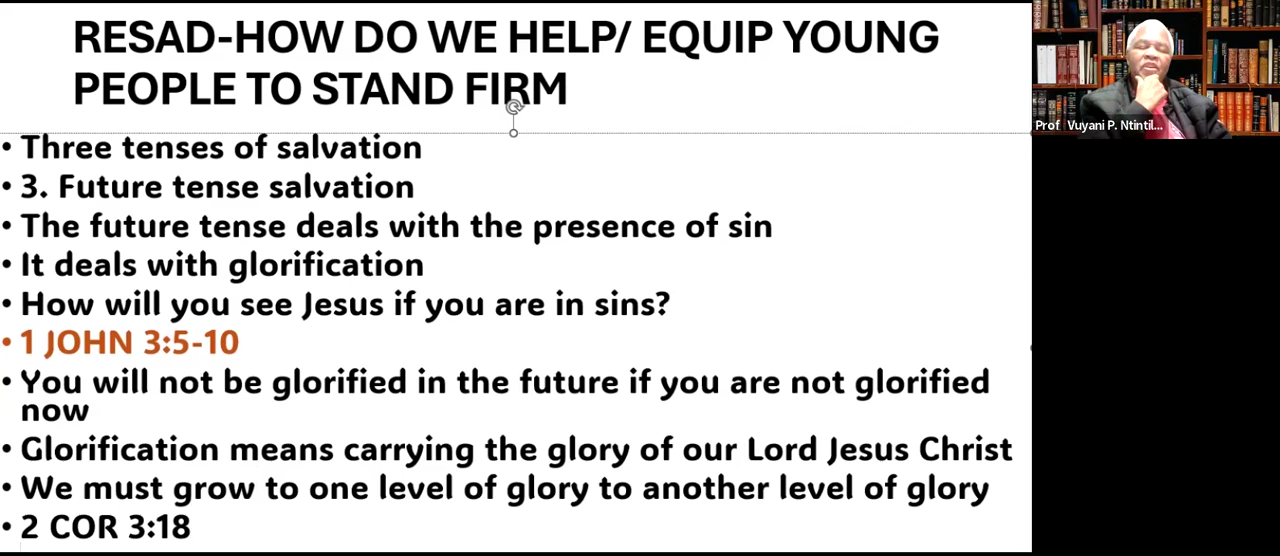 RESAD-HOW DO WE HELP/ EQUIP YOUNG
PEOPLE TO STAND FIRM
• Three tenses of salvation
• 3. Future tense salvation
• The future tense deals with the presence of sin
• It deals with glorification
• How will you see Jesus if you are in sins?
• 1 JOHN 3:5-10
• You will not be glorified in the future if you are not glorified
now
• Glorification means carrying the glory of our Lord Jesus Christ
• We must grow to one level of glory to another level of glory
• 2 COR 3:18
Prof Vuyani P. Ntintil...